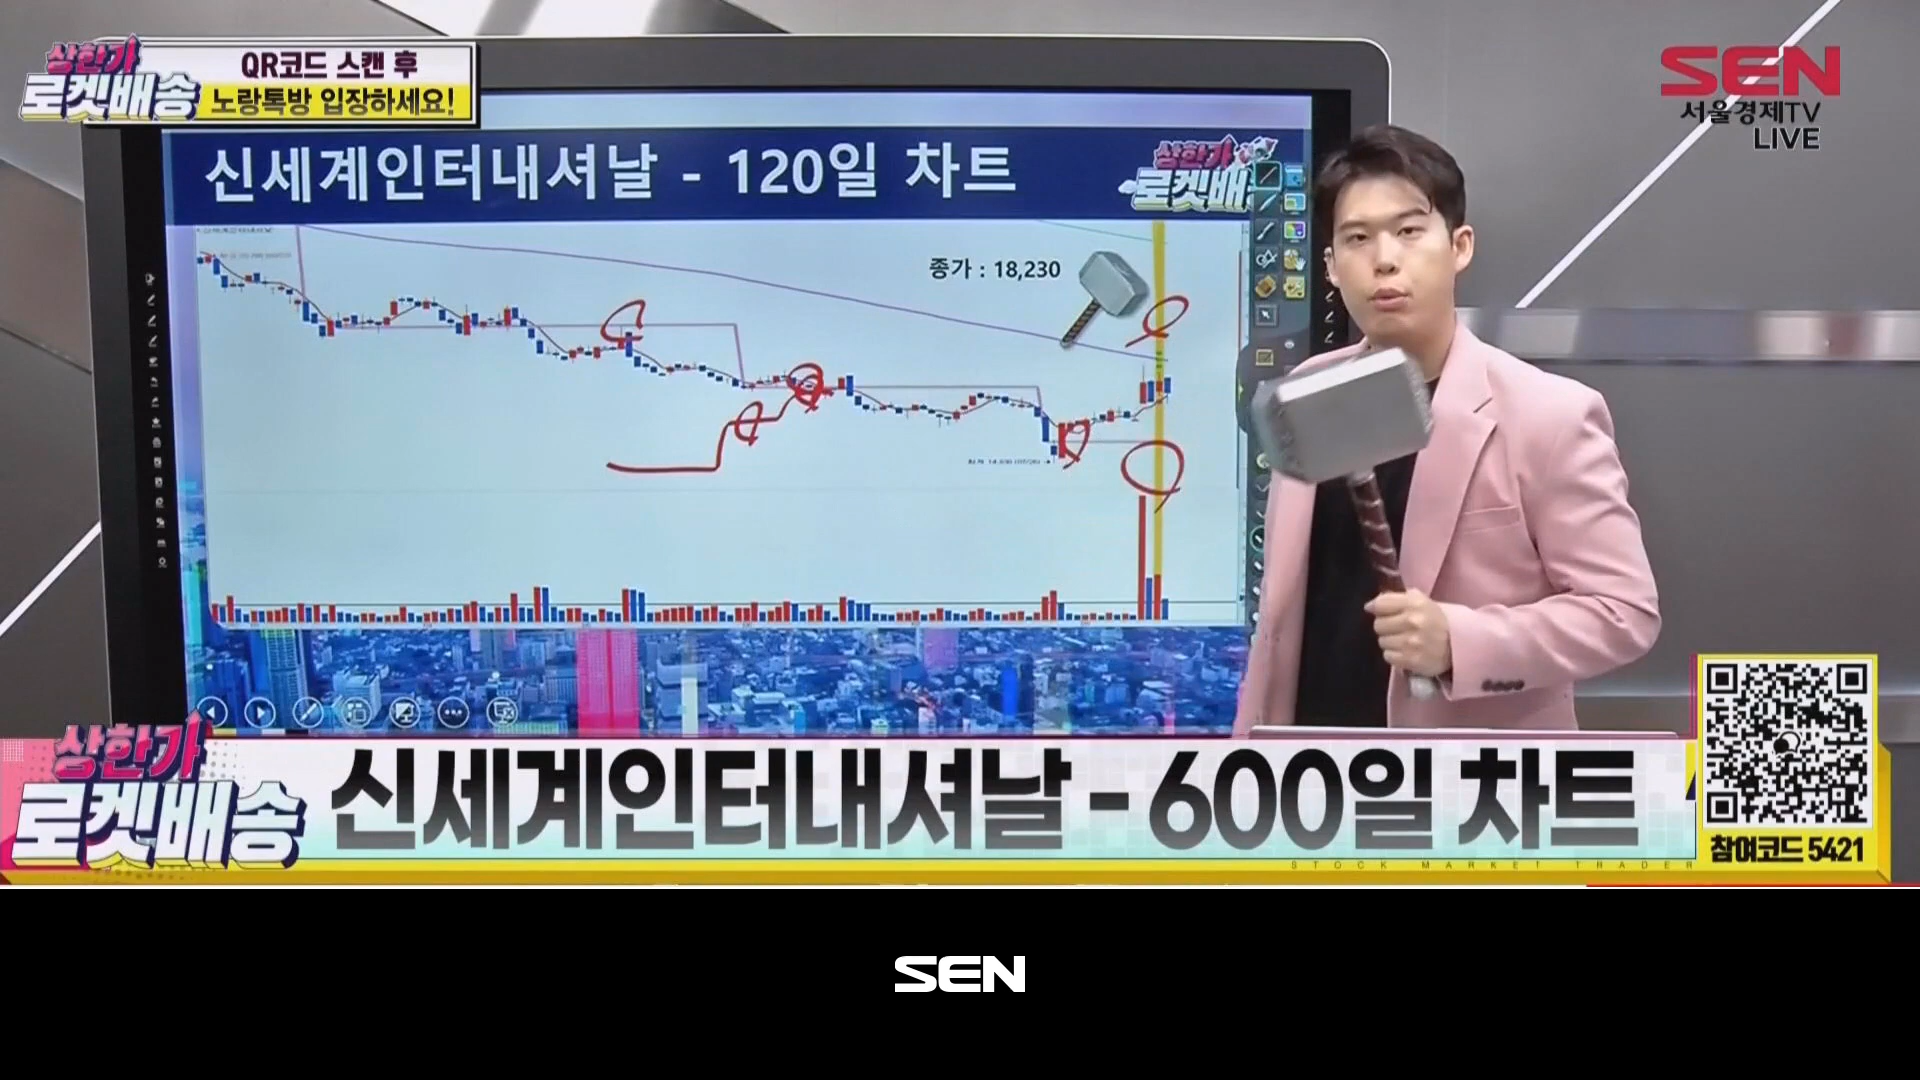 상한가
로켓배송
QR코드 스캔 후
노랑톡방 입장하세요!
SEN
서울경제TV
LIVE
신세계인터내셔날 - 120일 차트
상한가
로켓배
종가 : 18,230
상한가
로켓배송
신세계인터내셔날 - 600일 차트
STOCK MARKET TRADER
참여코드 5421
SEN